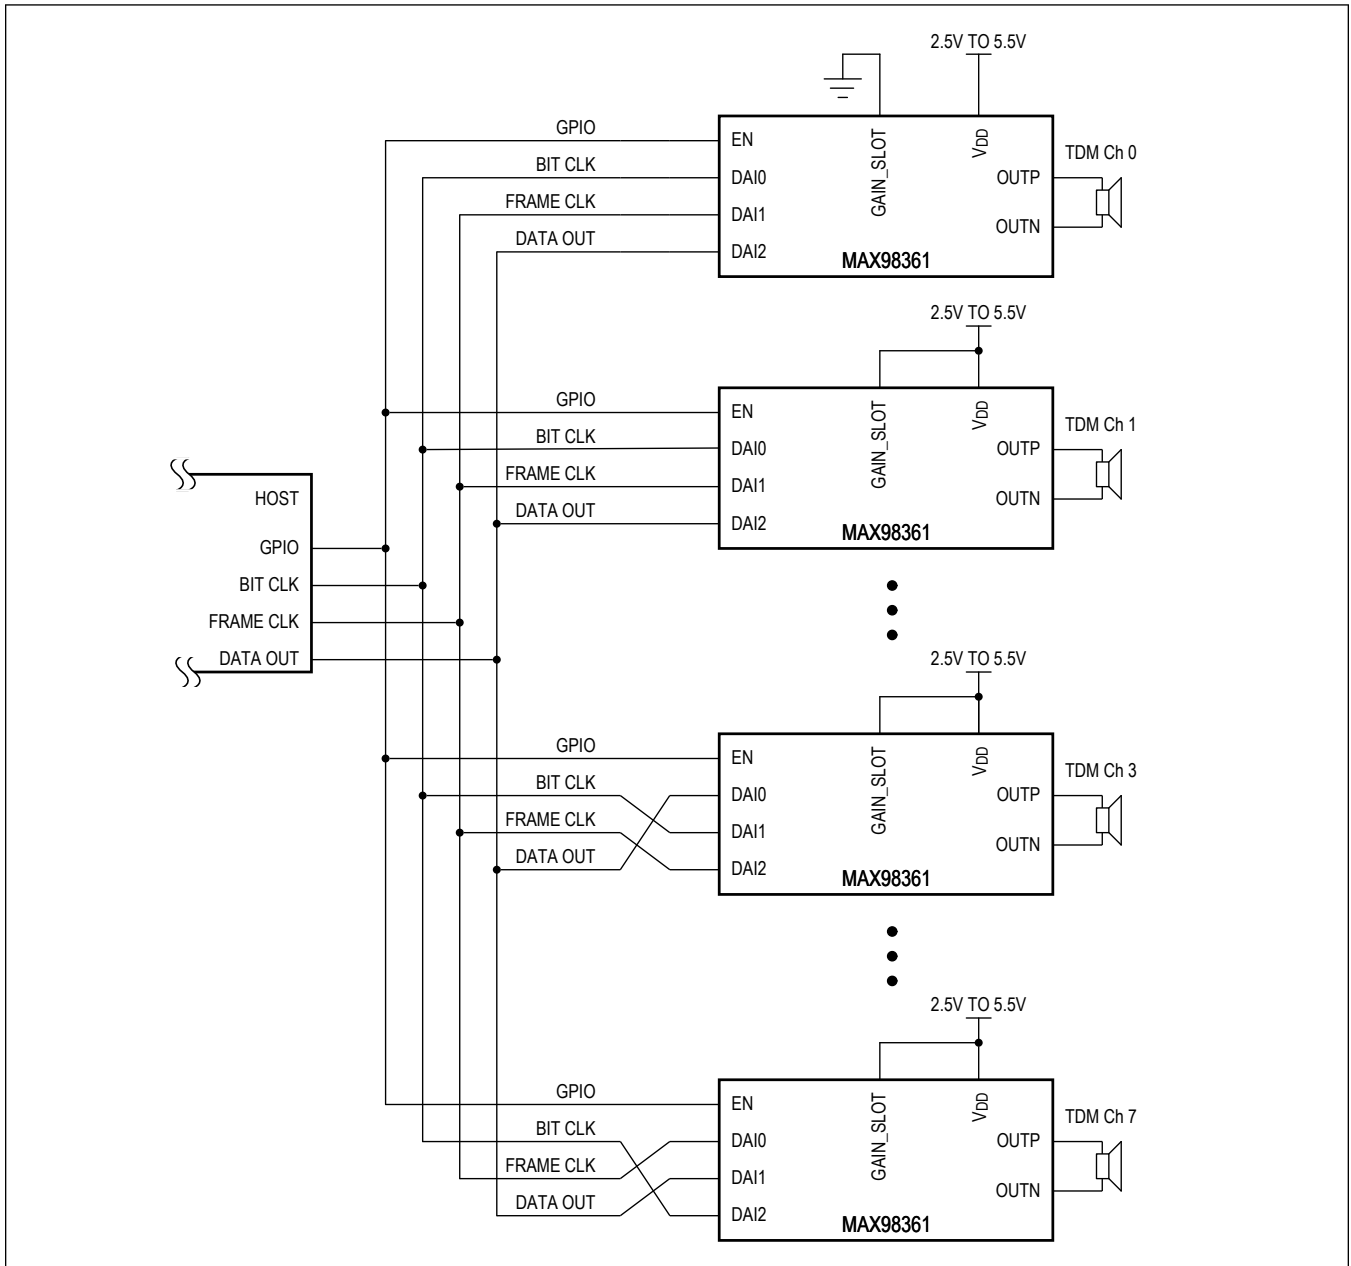 2.5V TO 5.5V
GPIO
BIT CLK
FRAME CLK
DATA OUT
EN
DAI0
DAI1
DAI2
GAIN_SLOT
VDD
OUTP
OUTN
MAX98361
TDM Ch 0
2.5V TO 5.5V
GPIO
BIT CLK
FRAME CLK
DATA OUT
EN
DAI0
DAI1
DAI2
GAIN_SLOT
VDD
OUTP
OUTN
MAX98361
TDM Ch 1
HOST
GPIO
BIT CLK
FRAME CLK
DATA OUT
2.5V TO 5.5V
GPIO
BIT CLK
FRAME CLK
DATA OUT
EN
DAI0
DAI1
DAI2
GAIN_SLOT
VDD
OUTP
OUTN
MAX98361
TDM Ch 3
2.5V TO 5.5V
GPIO
BIT CLK
FRAME CLK
DATA OUT
EN
DAI0
DAI1
DAI2
GAIN_SLOT
VDD
OUTP
OUTN
MAX98361
TDM Ch 7